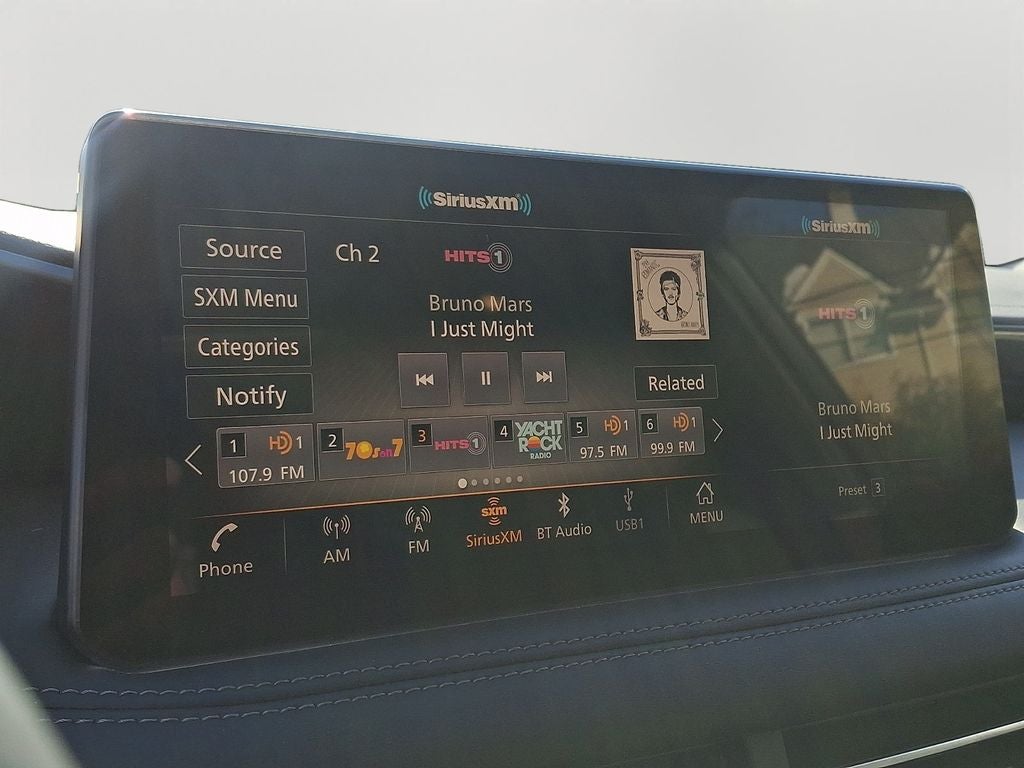 SiriusXM
Source
Ch 2
HITS 1
SXM Menu
Bruno Mars
I Just Might
Categories
Notify
Related
1 HD 1
107.9 FM
2 70s on 7
3 HITS 1
4 YACHT
ROCK
RADIO
5 HD 1
97.5 FM
6 HD 1
99.9 FM
Phone
AM
FM
sxm
SiriusXM
BT Audio
USB1
MENU
SiriusXM
HITS 1
Bruno Mars
I Just Might
Preset 3